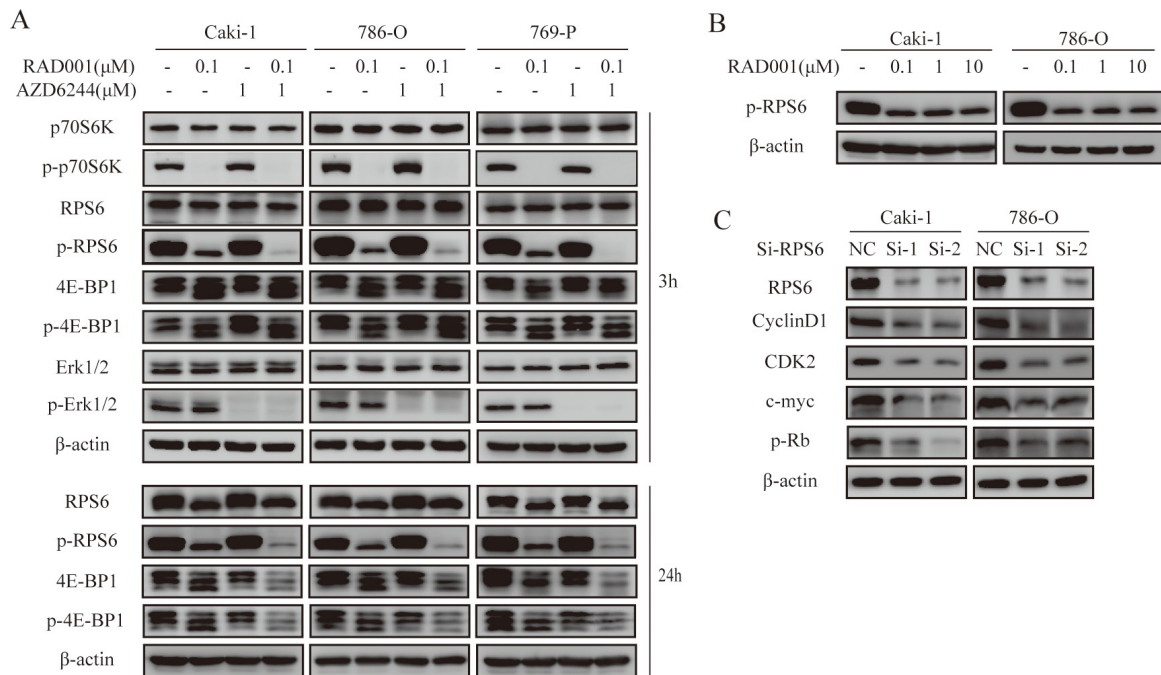 A
Caki-1 786-O 769-P
RAD001(μM) - 0.1 - 0.1 - 0.1 - 0.1 - 0.1 - 0.1
AZD6244(μM) - - 1 1 - - 1 1 - - 1 1
p70S6K
p-p70S6K
RPS6
p-RPS6
4E-BP1
3h
p-4E-BP1
Erk1/2
p-Erk1/2
β-actin
RPS6
p-RPS6
4E-BP1
24h
p-4E-BP1
β-actin
B
Caki-1 786-O
RAD001(μM) - 0.1 1 10 - 0.1 1 10
p-RPS6
β-actin
C
Caki-1 786-O
Si-RPS6 NC Si-1 Si-2 NC Si-1 Si-2
RPS6
CyclinD1
CDK2
c-myc
p-Rb
β-actin